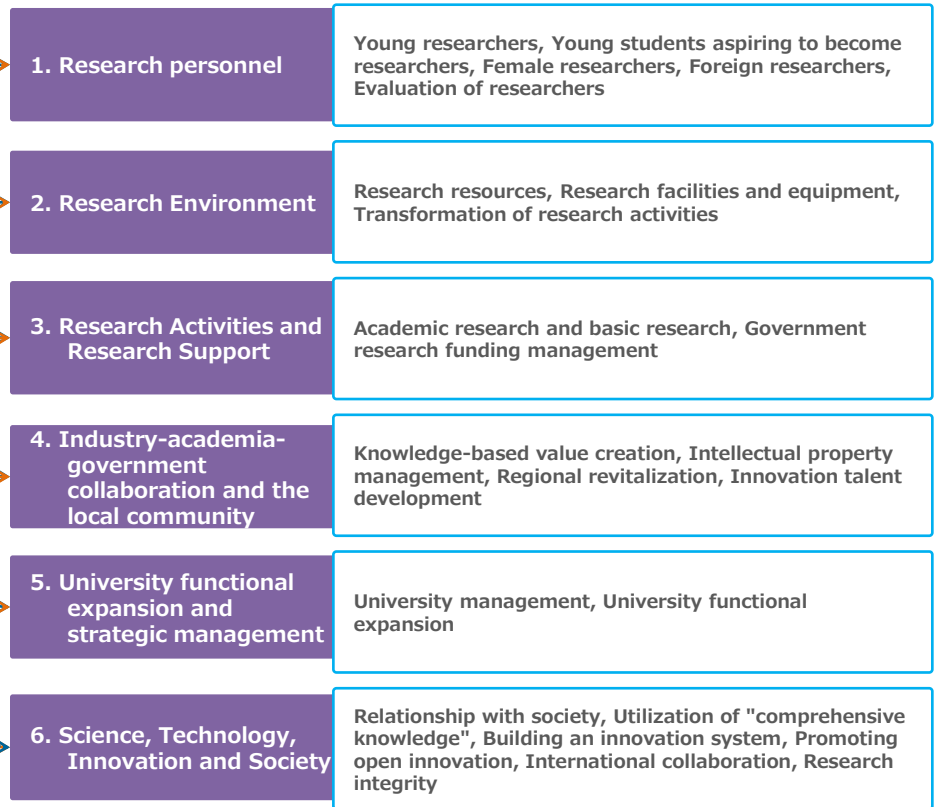 1. Research personnel
Young researchers, Young students aspiring to become
researchers, Female researchers, Foreign researchers,
Evaluation of researchers
2. Research Environment
Research resources, Research facilities and equipment,
Transformation of research activities
3. Research Activities and
Research Support
Academic research and basic research, Government
research funding management
4. Industry-academia-
government
collaboration and the
local community
Knowledge-based value creation, Intellectual property
management, Regional revitalization, Innovation talent
development
5. University functional
expansion and
strategic management
University management, University functional
expansion
6. Science, Technology,
Innovation and Society
Relationship with society, Utilization of "comprehensive
knowledge", Building an innovation system, Promoting
open innovation, International collaboration, Research
integrity